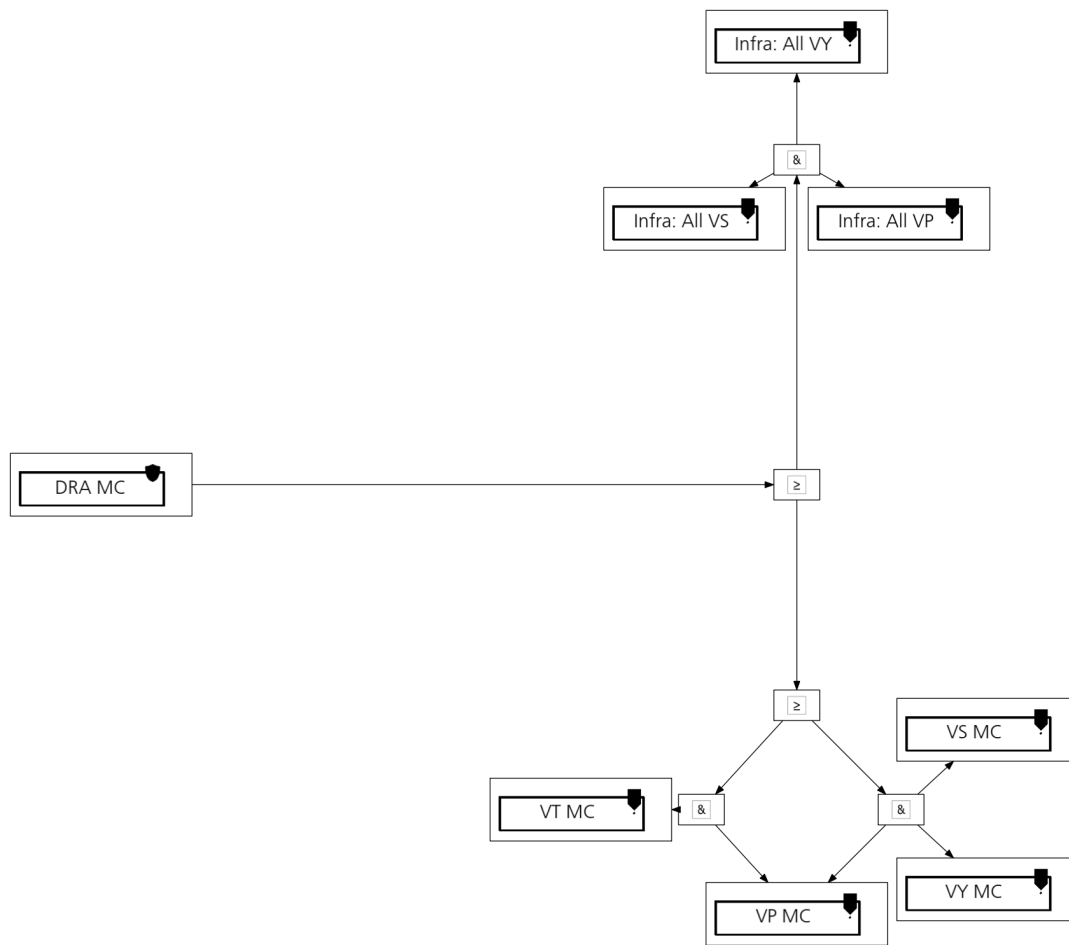 Infra: All VY
&
Infra: All VS
Infra: All VP
DRA MC
≥
≥
VS MC
VT MC
&
&
VY MC
VP MC